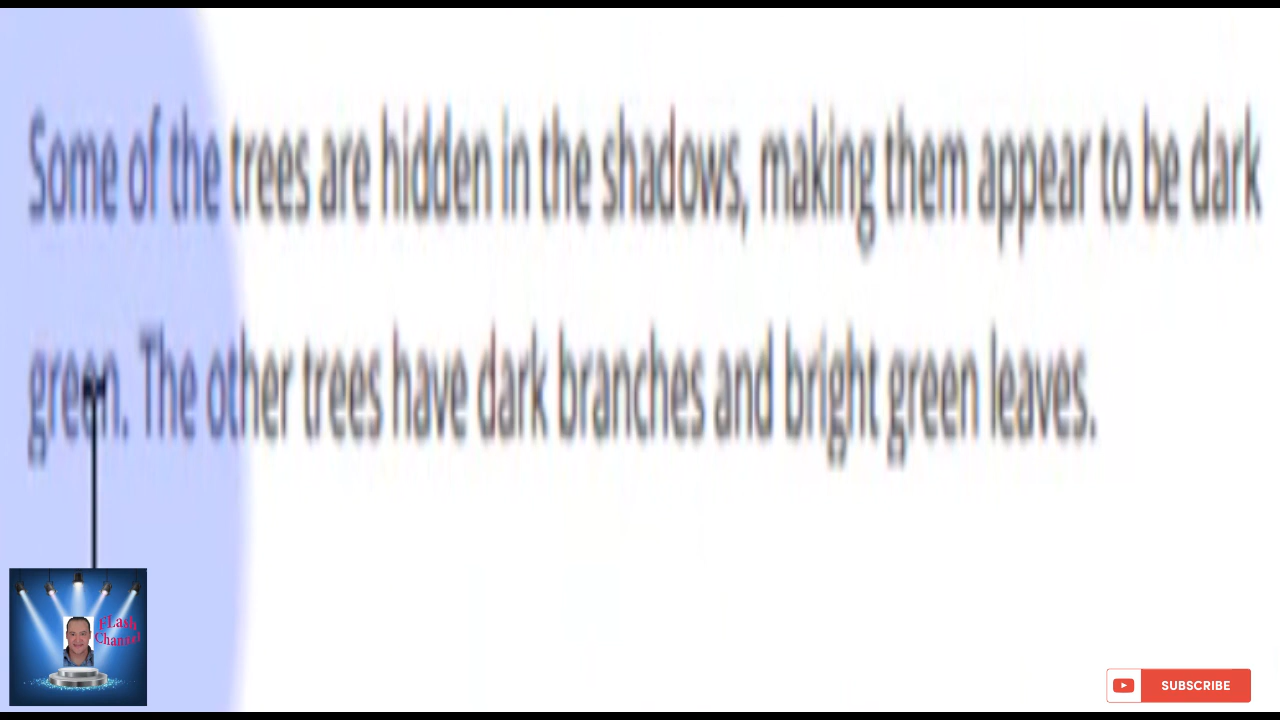 Some of the trees are hidden in the shadows, making them appear to be dark
green. The other trees have dark branches and bright green leaves.
FLash
Channel
SUBSCRIBE